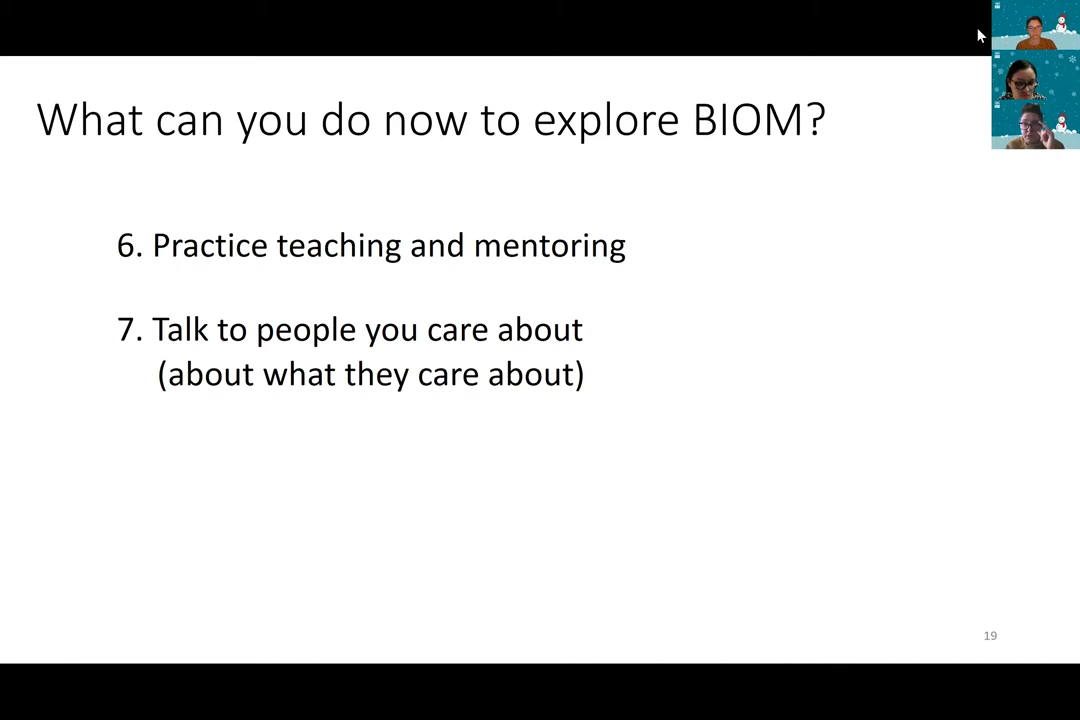 What can you do now to explore BIOM?
6. Practice teaching and mentoring
7. Talk to people you care about
(about what they care about)
19